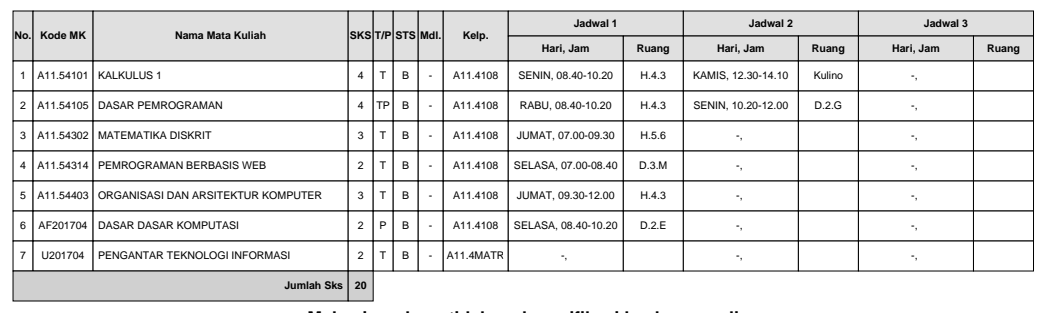 No. Kode MK Nama Mata Kuliah SKS T/P STS Mdl. Kelp. Jadwal 1 Jadwal 2 Jadwal 3
Hari, Jam Ruang Hari, Jam Ruang Hari, Jam Ruang
1 A11.54101 KALKULUS 1 4 T B - A11.4108 SENIN, 08.40-10.20 H.4.3 KAMIS, 12.30-14.10 Kulino -,
2 A11.54105 DASAR PEMROGRAMAN 4 TP B - A11.4108 RABU, 08.40-10.20 H.4.3 SENIN, 10.20-12.00 D.2.G -,
3 A11.54302 MATEMATIKA DISKRIT 3 T B - A11.4108 JUMAT, 07.00-09.30 H.5.6 -, -,
4 A11.54314 PEMROGRAMAN BERBASIS WEB 2 T B - A11.4108 SELASA, 07.00-08.40 D.3.M -, -,
5 A11.54403 ORGANISASI DAN ARSITEKTUR KOMPUTER 3 T B - A11.4108 JUMAT, 09.30-12.00 H.4.3 -, -,
6 AF201704 DASAR DASAR KOMPUTASI 2 P B - A11.4108 SELASA, 08.40-10.20 D.2.E -, -,
7 U201704 PENGANTAR TEKNOLOGI INFORMASI 2 T B - A11.4MATR -, -, -,
Jumlah Sks 20